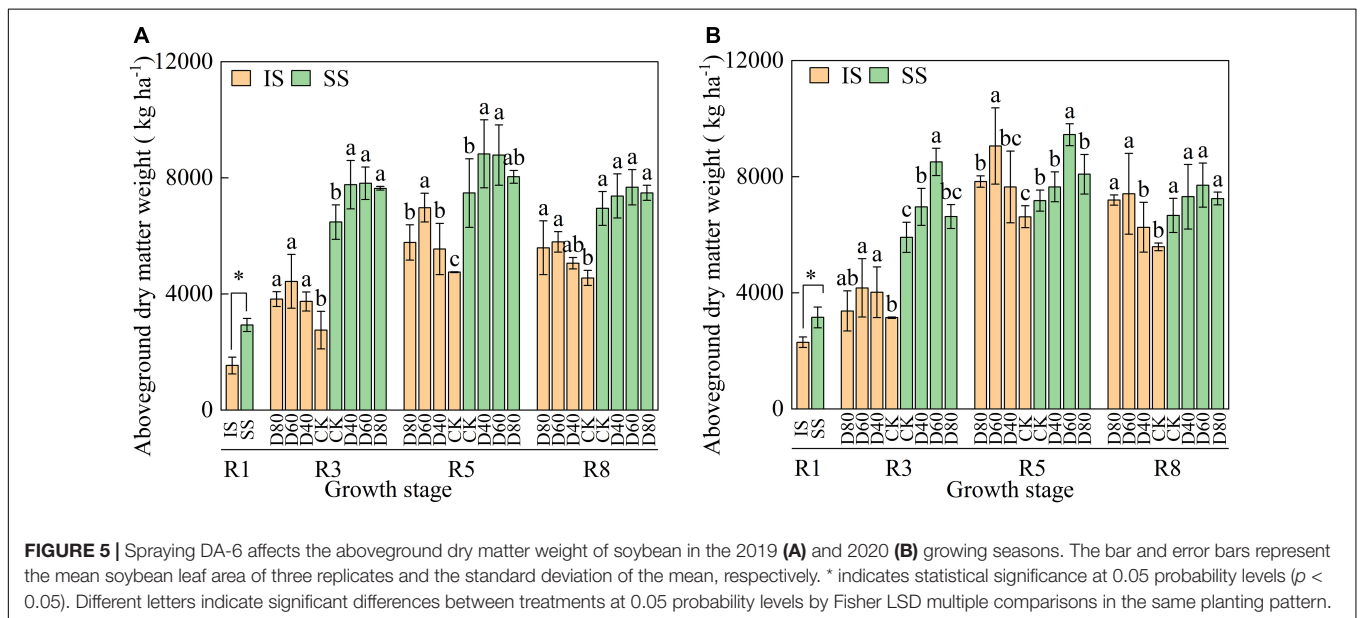 A
12000
8000
4000
0
Aboveground dry matter weight ( kg ha-1)
IS SS
*
a a a b b a a a
b a b c b a a ab
a a ab b a a a a
IS SS D80 D60 D40 CK CK D40 D60 D80 D80 D60 D40 CK CK D40 D60 D80 D80 D60 D40 CK CK D40 D60 D80
R1 R3 R5 R8
Growth stage
B
12000
8000
4000
0
Aboveground dry matter weight ( kg ha-1)
IS SS
*
ab a a b c b a bc
b a bc c b b a b
a a b b a a a a
IS SS D80 D60 D40 CK CK D40 D60 D80 D80 D60 D40 CK CK D40 D60 D80 D80 D60 D40 CK CK D40 D60 D80
R1 R3 R5 R8
Growth stage
FIGURE 5 | Spraying DA-6 affects the aboveground dry matter weight of soybean in the 2019 (A) and 2020 (B) growing seasons. The bar and error bars represent
the mean soybean leaf area of three replicates and the standard deviation of the mean, respectively. * indicates statistical significance at 0.05 probability levels (p <
0.05). Different letters indicate significant differences between treatments at 0.05 probability levels by Fisher LSD multiple comparisons in the same planting pattern.